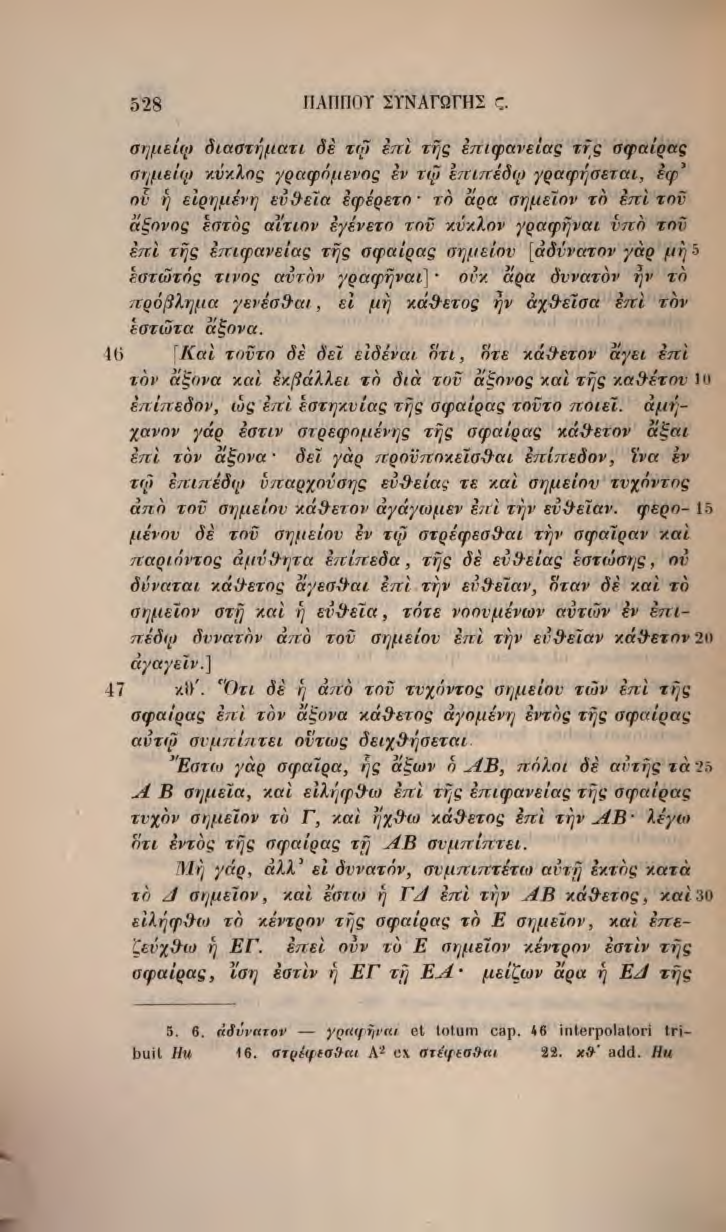 528 ΠΑΠΠΟΥ ΣΥΝΑΓΩΓΗΣ ϛ.
σημείῳ διαστήματι δὲ τῷ ἐπὶ τῆς ἐπιφανείας τῆς σφαίρας
σημείῳ κύκλος γραφόμενος ἐν τῷ ἐπιπέδῳ γραφήσεται, ἐφ᾽
οὗ ἡ εἰρημένη εὐθεῖα ἐφέρετο· τὸ ἄρα σημεῖον τὸ ἐπὶ τοῦ
ἄξονος ἑστὸς αἴτιον ἐγένετο τοῦ κύκλον γραφῆναι ὑπὸ τοῦ
ἐπὶ τῆς ἐπιφανείας τῆς σφαίρας σημείου [ἀδύνατον γὰρ μὴ 5
ἑστῶτός τινος αὐτὸν γραφῆναι]· οὐκ ἄρα δυνατὸν ἦν τὸ
πρόβλημα γενέσθαι, εἰ μὴ κάθετος ἦν ἀχθεῖσα ἐπὶ τὸν
ἑστῶτα ἄξονα.
46 [Καὶ τοῦτο δὲ δεῖ εἰδέναι ὅτι, ὅτε κάθετον ἄγει ἐπὶ
τὸν ἄξονα καὶ ἐκβάλλει τὸ διὰ τοῦ ἄξονος καὶ τῆς καθέτου 10
ἐπίπεδον, ὡς ἐπὶ ἑστηκυίας τῆς σφαίρας τοῦτο ποιεῖ. ἀμή-
χανον γάρ ἐστιν στρεφομένης τῆς σφαίρας κάθετον ἄξαι
ἐπὶ τὸν ἄξονα· δεῖ γὰρ προϋποκεῖσθαι ἐπίπεδον, ἵνα ἐν
τῷ ἐπιπέδῳ ὑπαρχούσης εὐθείας τε καὶ σημείου τυχόντος
ἀπὸ τοῦ σημείου κάθετον ἀγάγωμεν ἐπὶ τὴν εὐθεῖαν. φερο- 15
μένου δὲ τοῦ σημείου ἐν τῷ στρέφεσθαι τὴν σφαῖραν καὶ
παριόντος ἀμύθητα ἐπίπεδα, τῆς δὲ εὐθείας ἑστώσης, οὐ
δύναται κάθετος ἄγεσθαι ἐπὶ τὴν εὐθεῖαν, ὅταν δὲ καὶ τὸ
σημεῖον στῇ καὶ ἡ εὐθεῖα, τότε νοουμένων αὐτῶν ἐν ἐπι-
πέδῳ δυνατὸν ἀπὸ τοῦ σημείου ἐπὶ τὴν εὐθεῖαν κάθετον 20
ἀγαγεῖν.]
47 κθ΄. Ὅτι δὲ ἡ ἀπὸ τοῦ τυχόντος σημείου τῶν ἐπὶ τῆς
σφαίρας ἐπὶ τὸν ἄξονα κάθετος ἀγομένη ἐντὸς τῆς σφαίρας
αὐτῷ συμπίπτει οὕτως δειχθήσεται.
Ἔστω γὰρ σφαῖρα, ἧς ἄξων ὁ ΑΒ, πόλοι δὲ αὐτῆς τὰ 25
Α Β σημεῖα, καὶ εἰλήφθω ἐπὶ τῆς ἐπιφανείας τῆς σφαίρας
τυχὸν σημεῖον τὸ Γ, καὶ ἤχθω κάθετος ἐπὶ τὴν ΑΒ· λέγω
ὅτι ἐντὸς τῆς σφαίρας τῇ ΑΒ συμπίπτει.
Μὴ γάρ, ἀλλ᾽ εἰ δυνατόν, συμπιπτέτω αὐτῇ ἐκτὸς κατὰ
τὸ Δ σημεῖον, καὶ ἔστω ἡ ΓΔ ἐπὶ τὴν ΑΒ κάθετος, καὶ 30
εἰλήφθω τὸ κέντρον τῆς σφαίρας τὸ Ε σημεῖον, καὶ ἐπε-
ζεύχθω ἡ ΕΓ. ἐπεὶ οὖν τὸ Ε σημεῖον κέντρον ἐστὶν τῆς
σφαίρας, ἴση ἐστὶν ἡ ΕΓ τῇ ΕΑ· μείζων ἄρα ἡ ΕΔ τῆς
5. 6. ἀδύνατον — γραφῆναι et totum cap. 46 interpolatori tri-
buit Hu 16. στρέφεσθαι A² ex στέφεσθαι 22. κθ΄ add. Hu